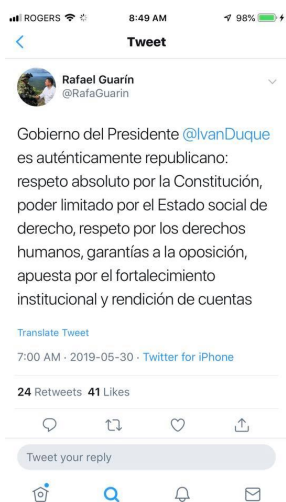 ROGERS 8:49 AM 98%
Tweet
Rafael Guarín
@RafaGuarin
Gobierno del Presidente @IvanDuque
es auténticamente republicano:
respeto absoluto por la Constitución,
poder limitado por el Estado social de
derecho, respeto por los derechos
humanos, garantías a la oposición,
apuesta por el fortalecimiento
institucional y rendición de cuentas
Translate Tweet
7:00 AM · 2019-05-30 · Twitter for iPhone
24 Retweets 41 Likes
Tweet your reply